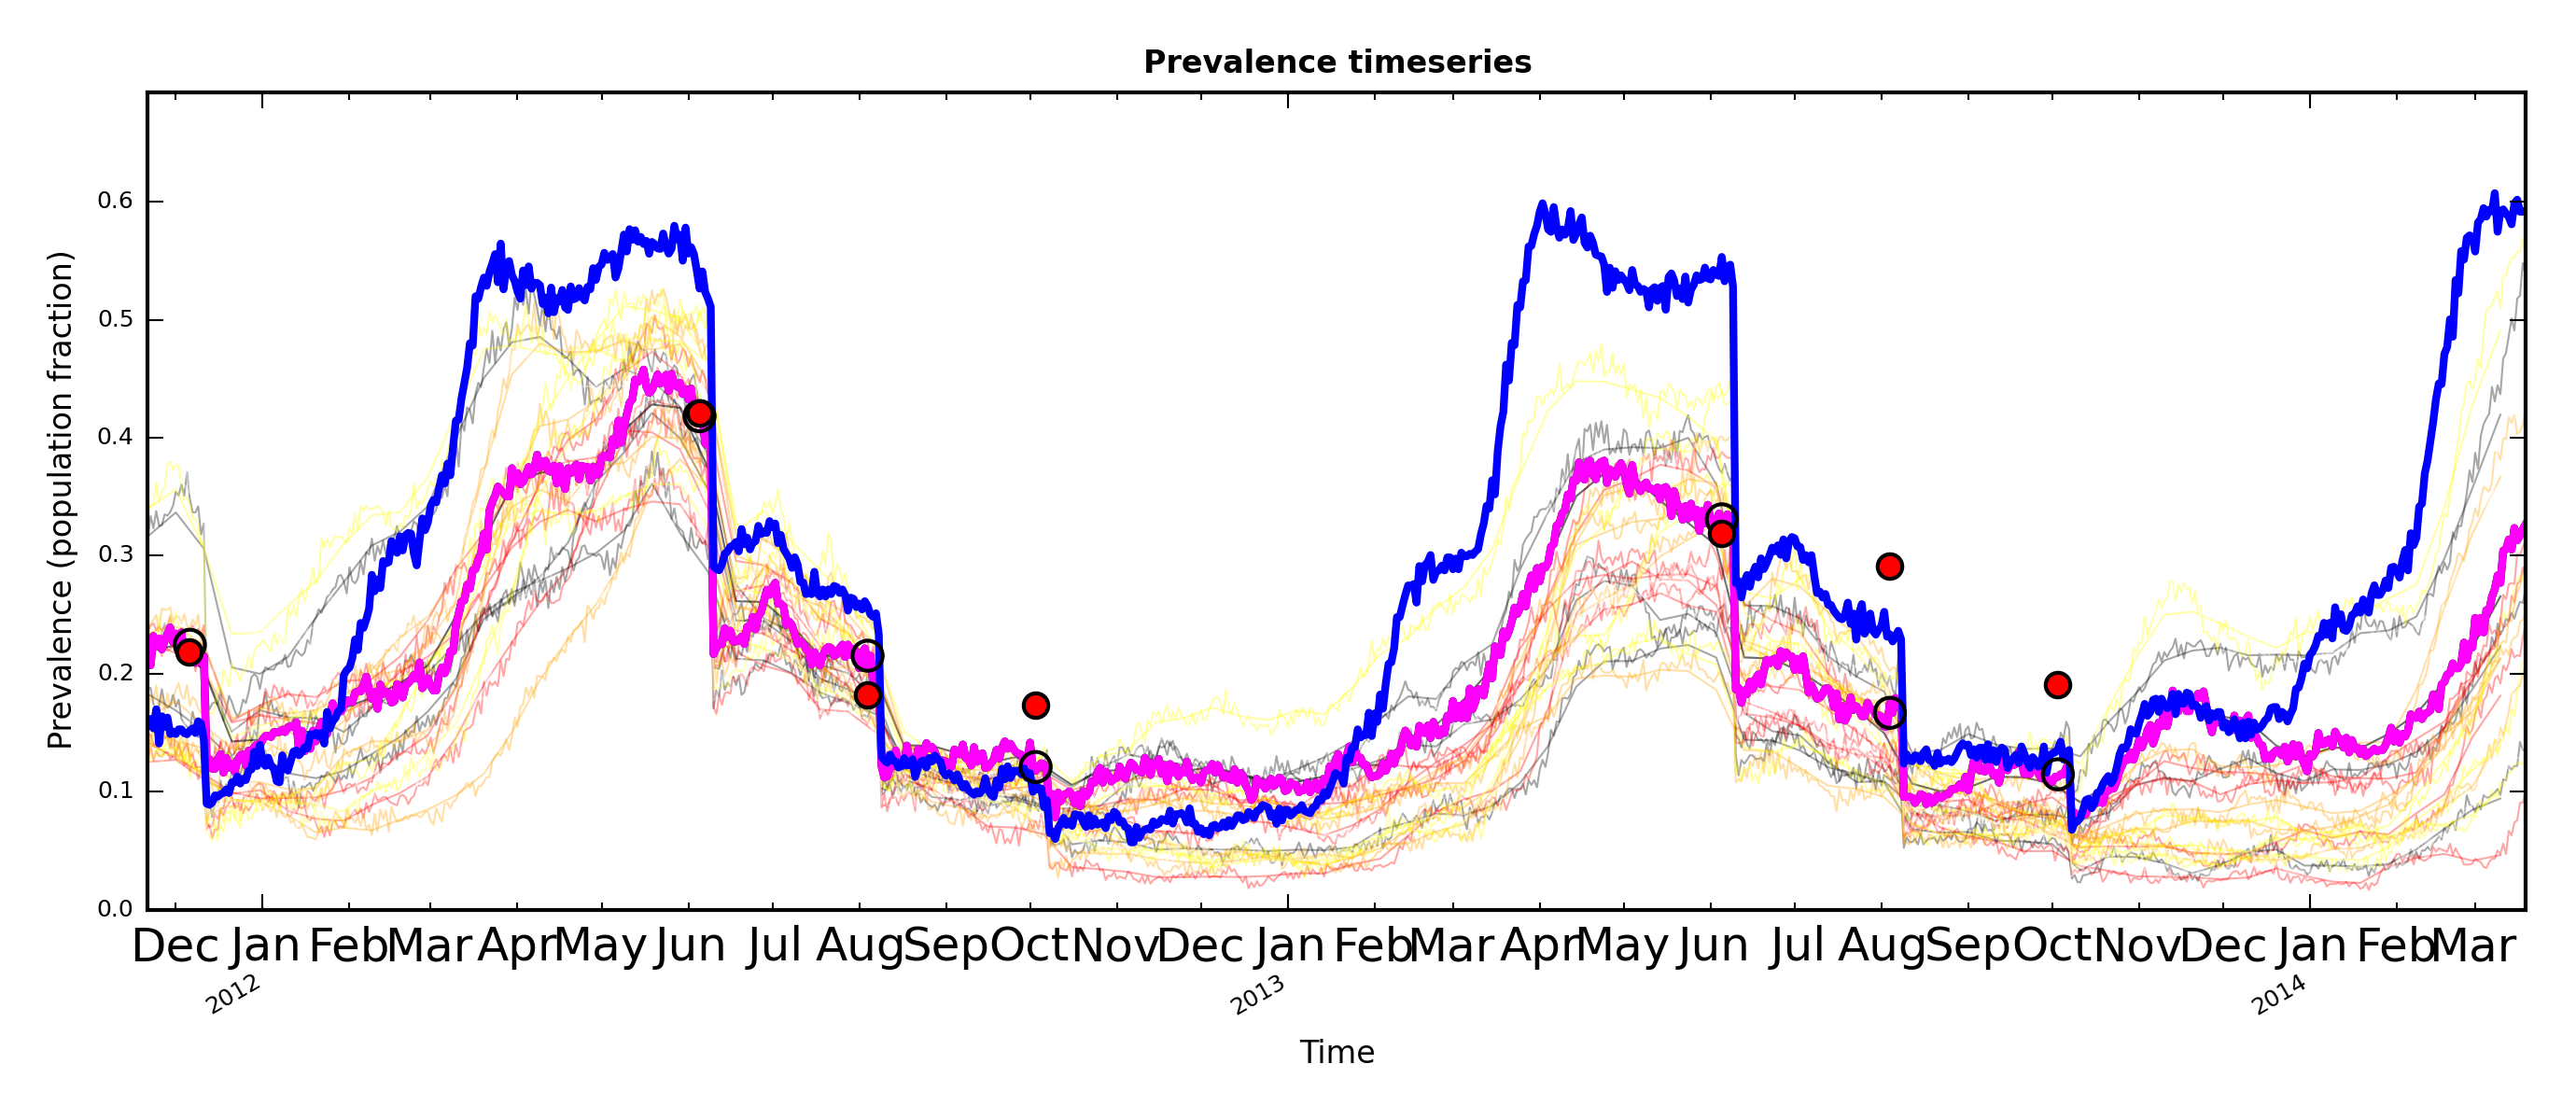 Prevalence timeseries
Prevalence (population fraction)
0.6
0.5
0.4
0.3
0.2
0.1
0.0
Dec Jan Feb Mar Apr May Jun Jul Aug Sep Oct Nov Dec Jan Feb Mar Apr May Jun Jul Aug Sep Oct Nov Dec Jan Feb Mar
2012 2013 2014
Time